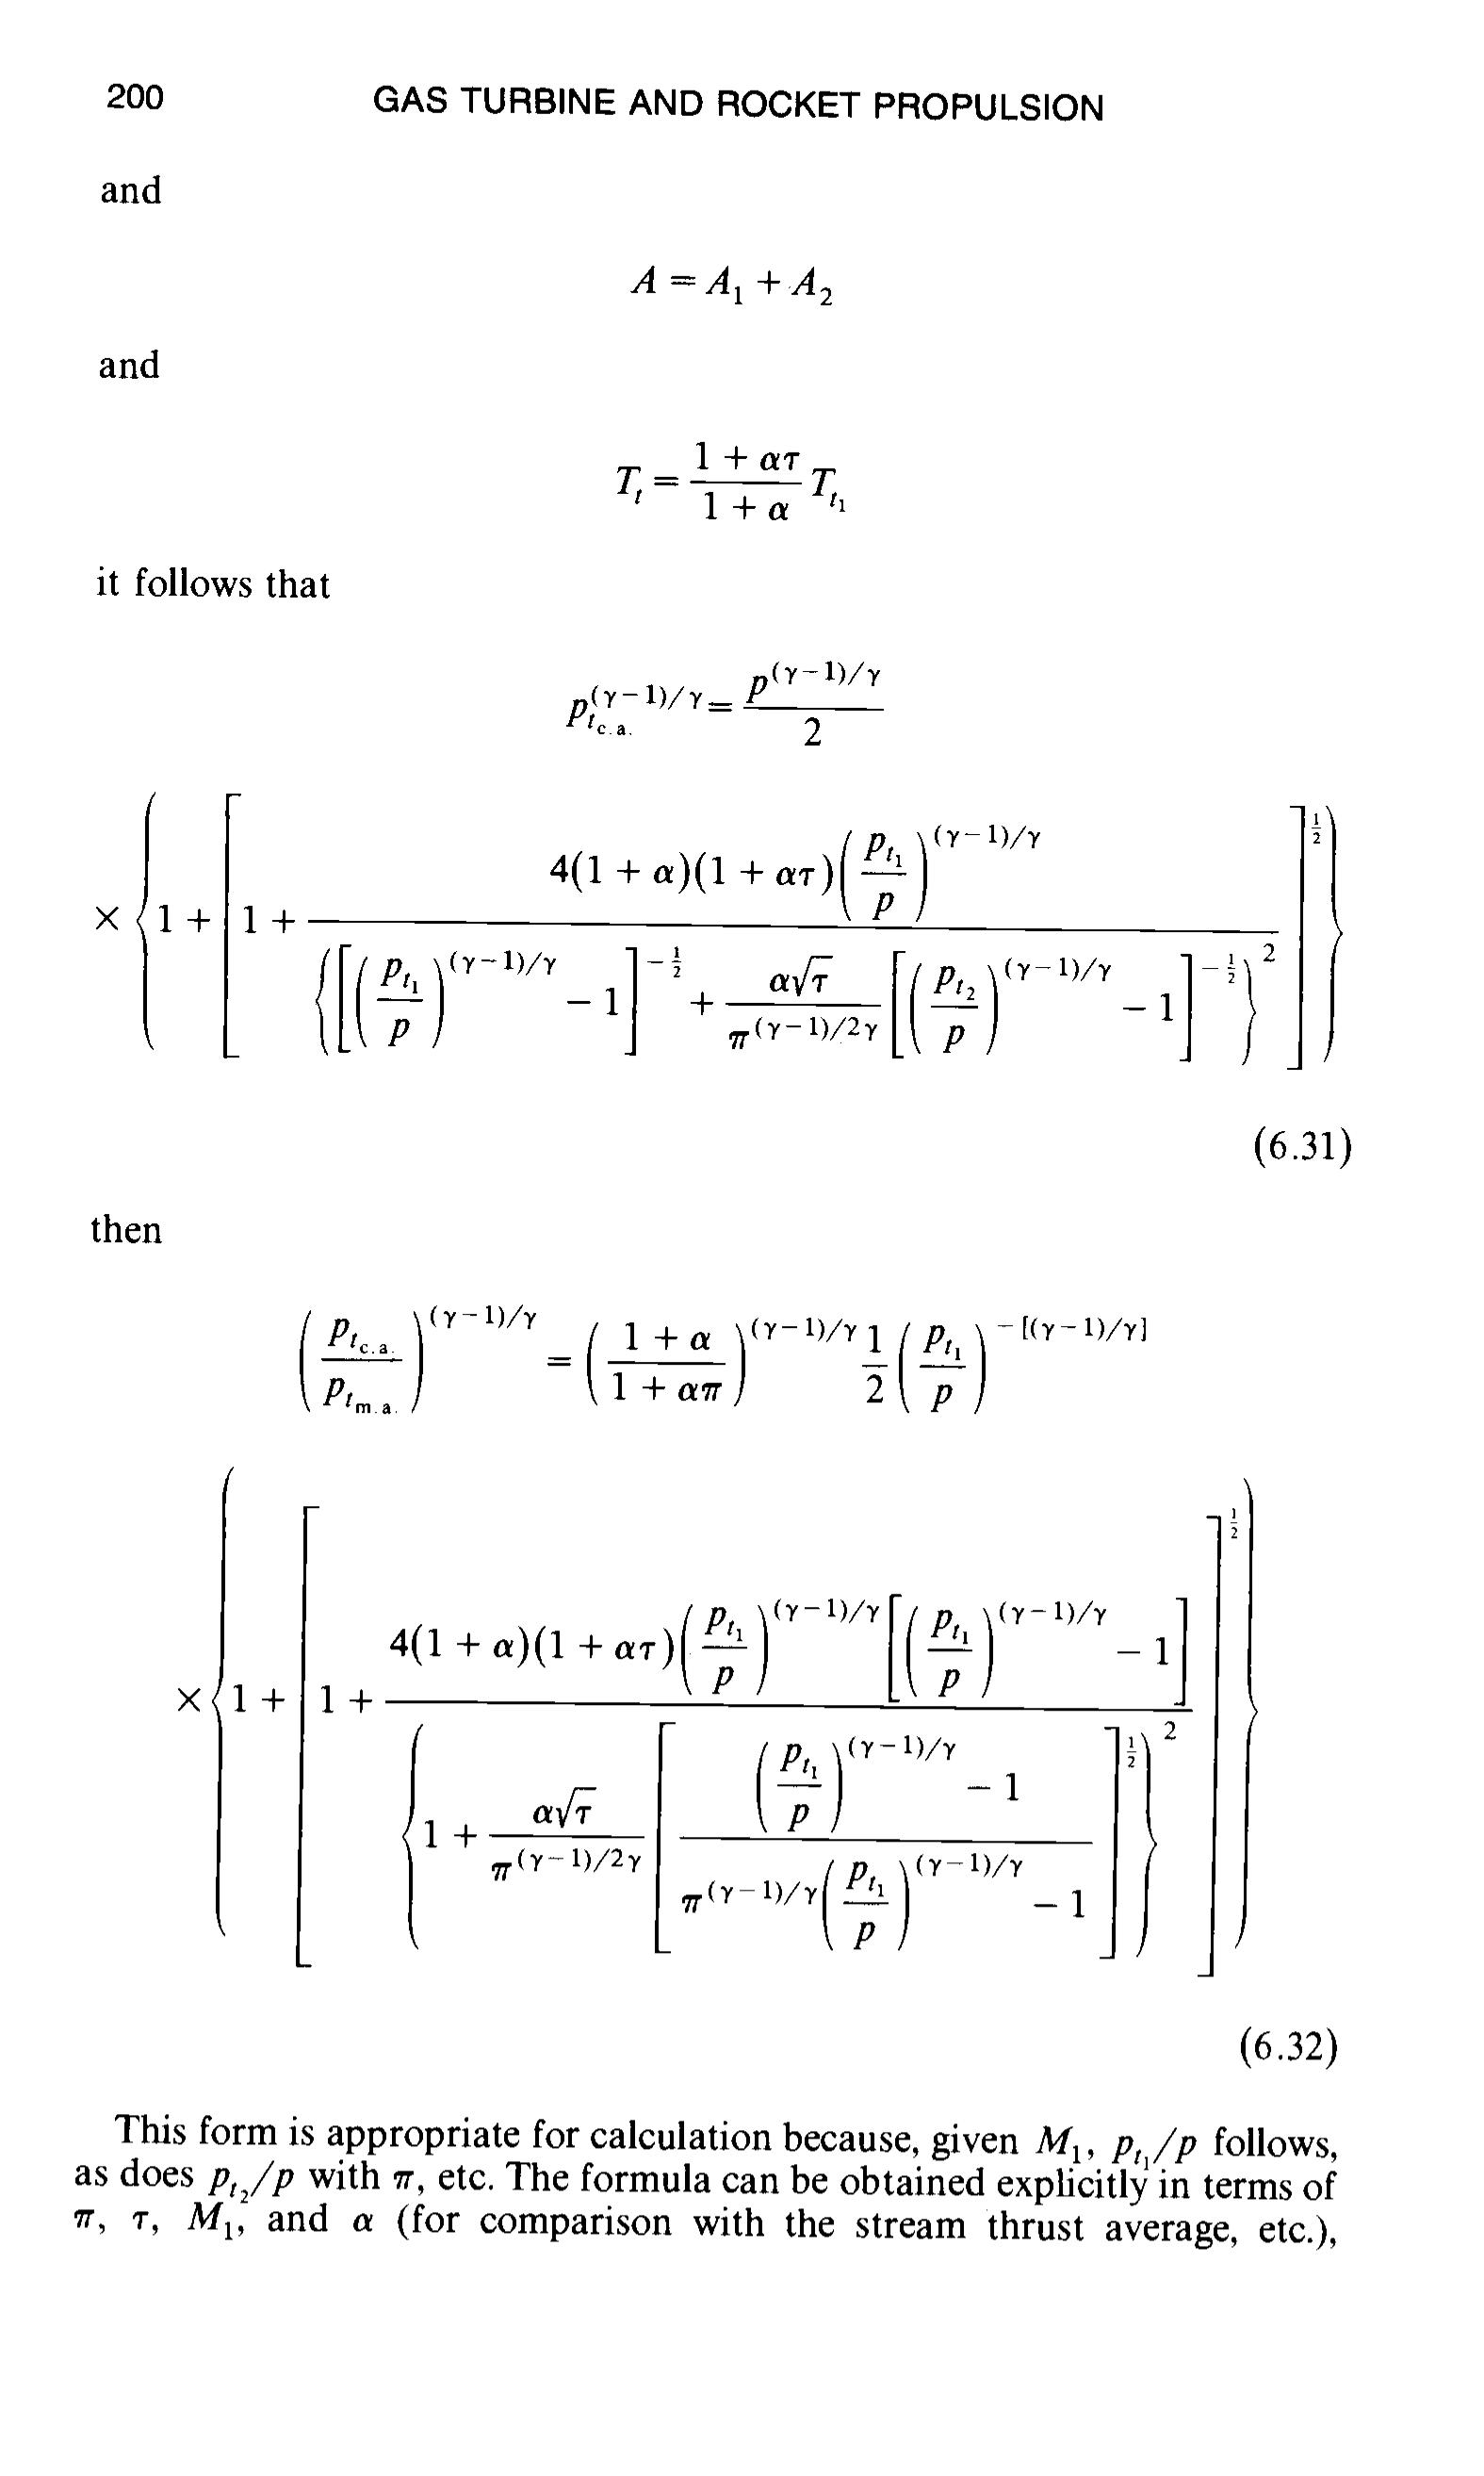 200 GAS TURBINE AND ROCKET PROPULSION
and
$A = A_1 + A_2$
and
$T_t = \frac{1 + \alpha\tau}{1 + \alpha} T_{t_1}$
it follows that
$p_{t_{c.a.}}^{(\gamma-1)/\gamma} = \frac{p^{(\gamma-1)/\gamma}}{2}$
$\times \left\{ 1 + \left[ 1 + \frac{4(1 + \alpha)(1 + \alpha\tau)\left(\frac{p_{t_1}}{p}\right)^{(\gamma-1)/\gamma}}{\left\{ \left[ \left(\frac{p_{t_1}}{p}\right)^{(\gamma-1)/\gamma} - 1 \right]^{-\frac{1}{2}} + \frac{\alpha\sqrt{\tau}}{\pi^{(\gamma-1)/2\gamma}} \left[ \left(\frac{p_{t_2}}{p}\right)^{(\gamma-1)/\gamma} - 1 \right]^{-\frac{1}{2}} \right\}^2} \right]^{\frac{1}{2}} \right\}$
(6.31)
then
$\left(\frac{p_{t_{c.a.}}}{p_{t_{m.a.}}}\right)^{(\gamma-1)/\gamma} = \left(\frac{1 + \alpha}{1 + \alpha\pi}\right)^{(\gamma-1)/\gamma} \frac{1}{2} \left(\frac{p_{t_1}}{p}\right)^{-[(\gamma-1)/\gamma]}$
$\times \left\{ 1 + \left[ 1 + \frac{4(1 + \alpha)(1 + \alpha\tau)\left(\frac{p_{t_1}}{p}\right)^{(\gamma-1)/\gamma} \left[ \left(\frac{p_{t_1}}{p}\right)^{(\gamma-1)/\gamma} - 1 \right]}{\left\{ 1 + \frac{\alpha\sqrt{\tau}}{\pi^{(\gamma-1)/2\gamma}} \left[ \frac{\left(\frac{p_{t_1}}{p}\right)^{(\gamma-1)/\gamma} - 1}{\pi^{(\gamma-1)/\gamma}\left(\frac{p_{t_1}}{p}\right)^{(\gamma-1)/\gamma} - 1} \right]^{\frac{1}{2}} \right\}^2} \right]^{\frac{1}{2}} \right\}$
(6.32)
This form is appropriate for calculation because, given $M_1$, $p_{t_1}/p$ follows,
as does $p_{t_2}/p$ with $\pi$, etc. The formula can be obtained explicitly in terms of
$\pi$, $\tau$, $M_1$, and $\alpha$ (for comparison with the stream thrust average, etc.),